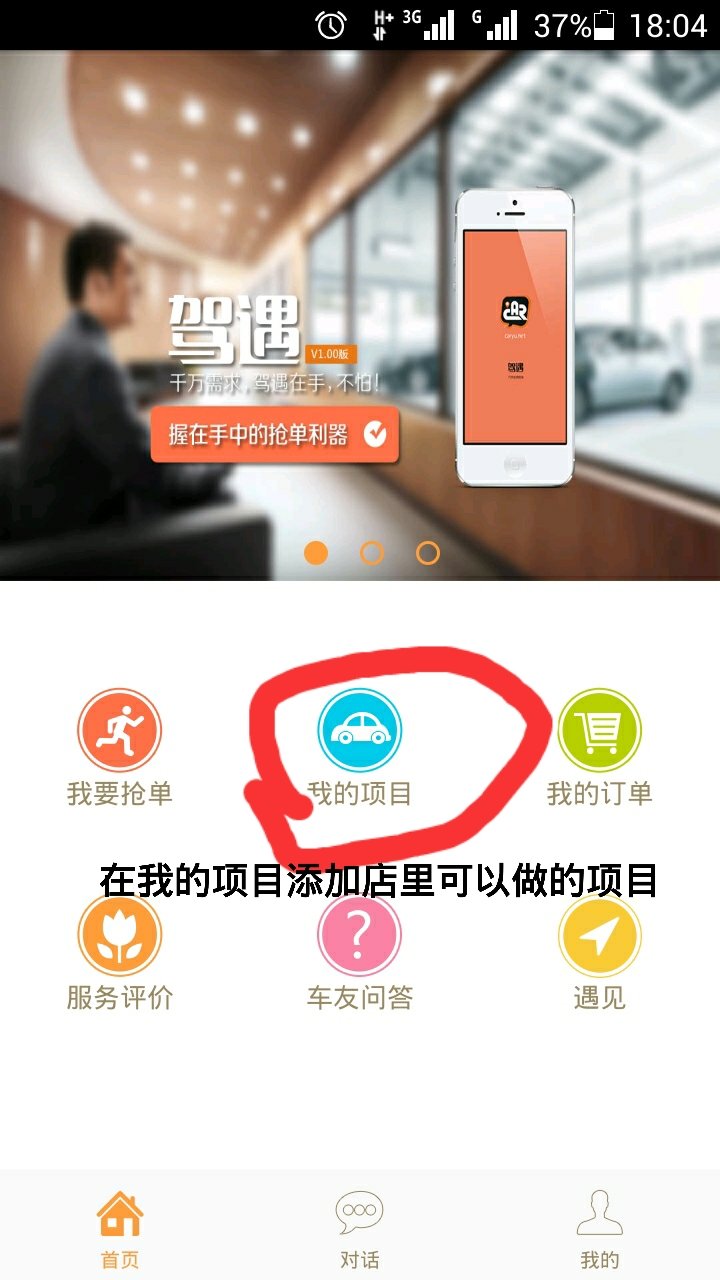 H+ 3G G 37% 18:04
驾遇
V1.00版
千万需求，驾遇在手，不怕！
握在手中的抢单利器
CAR
驾遇
我要抢单 我的项目 我的订单
在我的项目添加店里可以做的项目
服务评价 车友问答 遇见
首页 对话 我的